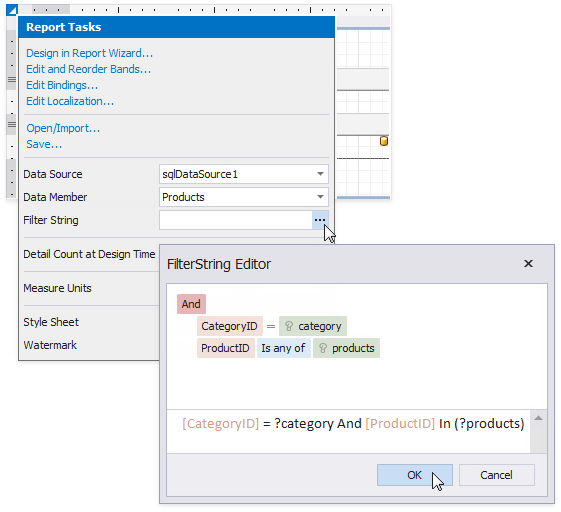 Report Tasks
Design in Report Wizard...
Edit and Reorder Bands...
Edit Bindings...
Edit Localization...
Open/Import...
Save...
Data Source sqlDataSource1
Data Member Products
Filter String ...
Detail Count at Design Time
Measure Units
Style Sheet
Watermark
FilterString Editor
And
CategoryID = category
ProductID Is any of products
[CategoryID] = ?category And [ProductID] In (?products)
OK Cancel